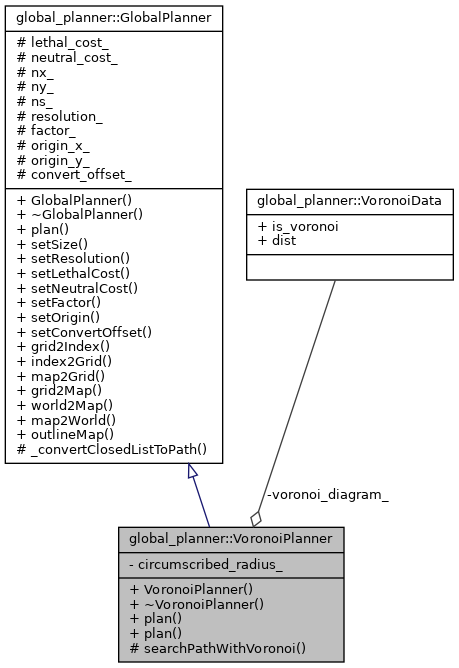 global_planner::GlobalPlanner
# lethal_cost_
# neutral_cost_
# nx_
# ny_
# ns_
# resolution_
# factor_
# origin_x_
# origin_y_
# convert_offset_
+ GlobalPlanner()
+ ~GlobalPlanner()
+ plan()
+ setSize()
+ setResolution()
+ setLethalCost()
+ setNeutralCost()
+ setFactor()
+ setOrigin()
+ setConvertOffset()
+ grid2Index()
+ index2Grid()
+ map2Grid()
+ grid2Map()
+ world2Map()
+ map2World()
+ outlineMap()
# _convertClosedListToPath()
global_planner::VoronoiData
+ is_voronoi
+ dist
-voronoi_diagram_
global_planner::VoronoiPlanner
- circumscribed_radius_
+ VoronoiPlanner()
+ ~VoronoiPlanner()
+ plan()
+ plan()
# searchPathWithVoronoi()